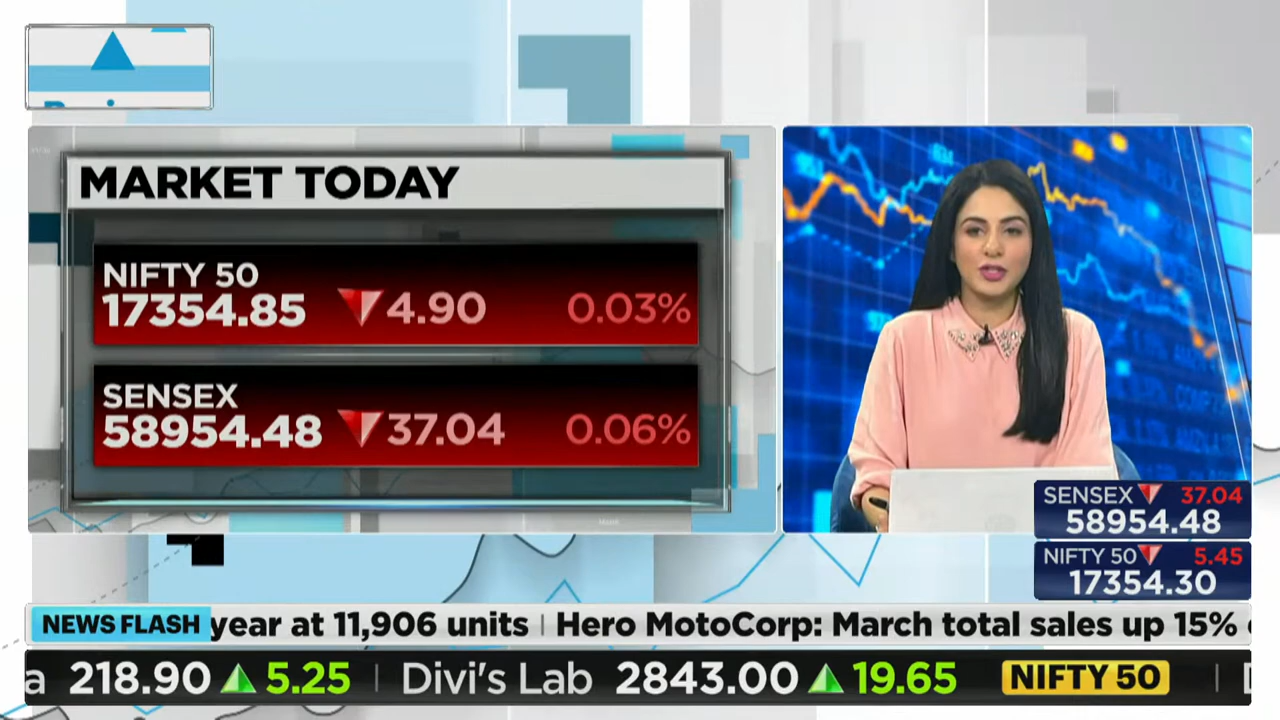 MARKET TODAY
NIFTY 50
17354.85 4.90 0.03%
SENSEX
58954.48 37.04 0.06%
SENSEX 37.04
58954.48
NIFTY 50 5.45
17354.30
NEWS FLASH year at 11,906 units | Hero MotoCorp: March total sales up 15%
a 218.90 5.25 | Divi's Lab 2843.00 19.65 NIFTY 50 |